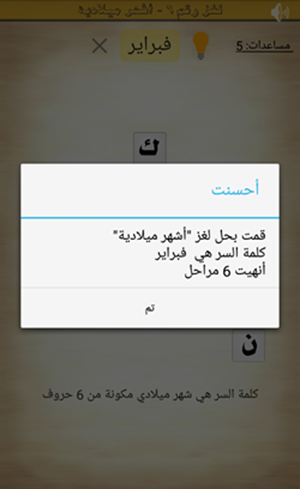 لغز رقم ٦ - أشهر ميلادية
مساعدات: 5
فبراير
ك
أحسنت
قمت بحل لغز "أشهر ميلادية"
كلمة السر هي فبراير
أنهيت 6 مراحل
تم
ن
كلمة السر هي شهر ميلادي مكونة من 6 حروف